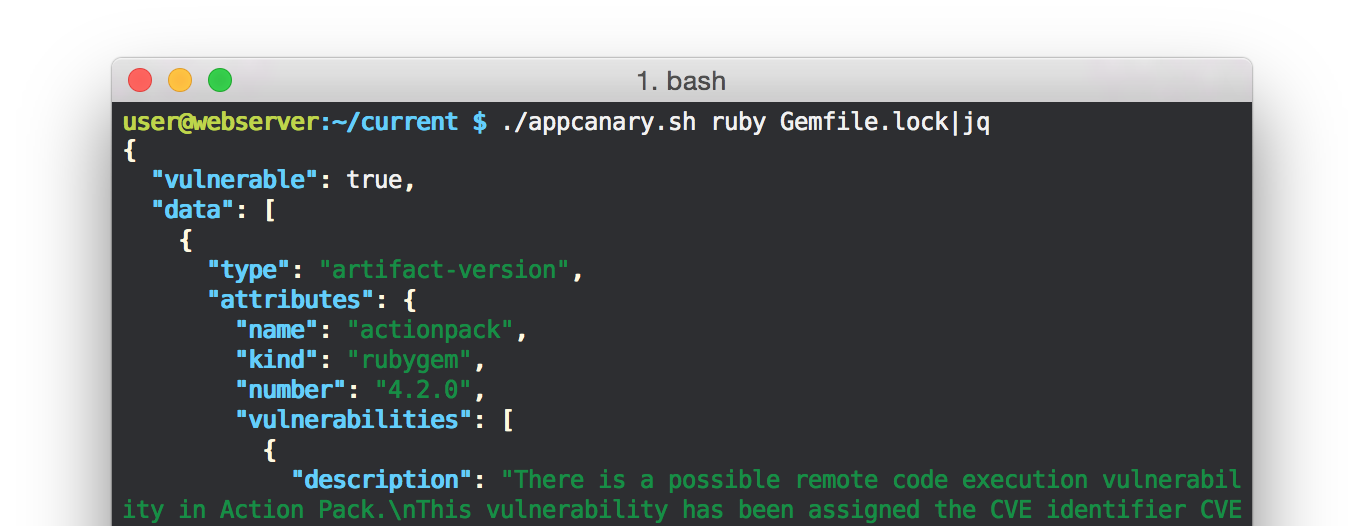 1. bash
user@webserver:~/current $ ./appcanary.sh ruby Gemfile.lock|jq
{
  "vulnerable": true,
  "data": [
    {
      "type": "artifact-version",
      "attributes": {
        "name": "actionpack",
        "kind": "rubygem",
        "number": "4.2.0",
        "vulnerabilities": [
          {
            "description": "There is a possible remote code execution vulnerabil
ity in Action Pack.\nThis vulnerability has been assigned the CVE identifier CVE